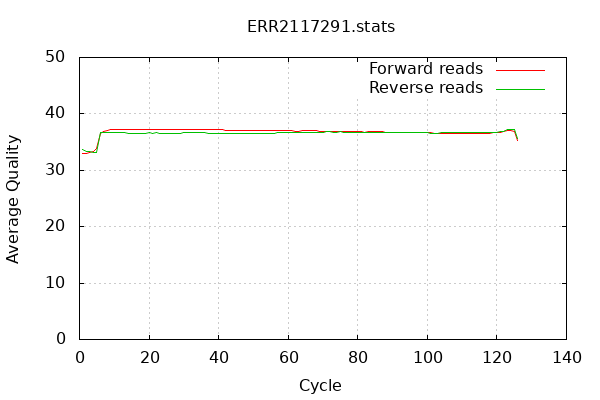 ERR2117291.stats
50
40
30
20
10
0
Average Quality
Forward reads
Reverse reads
0 20 40 60 80 100 120 140
Cycle